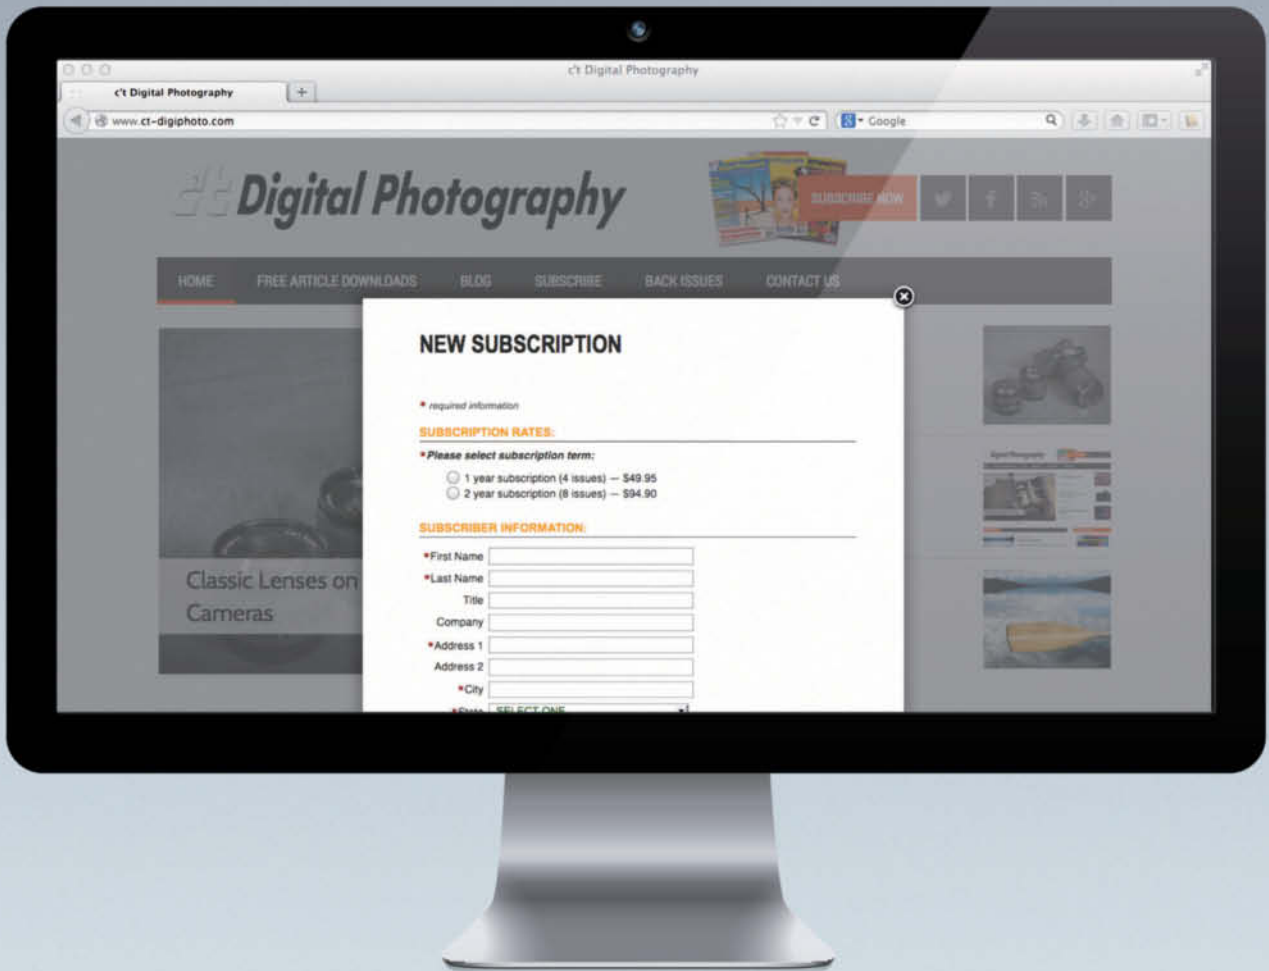 c't Digital Photography
c't Digital Photography
www.ct-digiphoto.com
Google
c't Digital Photography
SUBSCRIBE NOW
HOME FREE ARTICLE DOWNLOADS BLOG SUBSCRIBE BACK ISSUES CONTACT US
NEW SUBSCRIPTION
* required information
SUBSCRIPTION RATES:
*Please select subscription term:
1 year subscription (4 issues) — $49.95
2 year subscription (8 issues) — $94.90
SUBSCRIBER INFORMATION:
*First Name
*Last Name
Title
Company
*Address 1
Address 2
*City
*State SELECT ONE
Classic Lenses on
Cameras